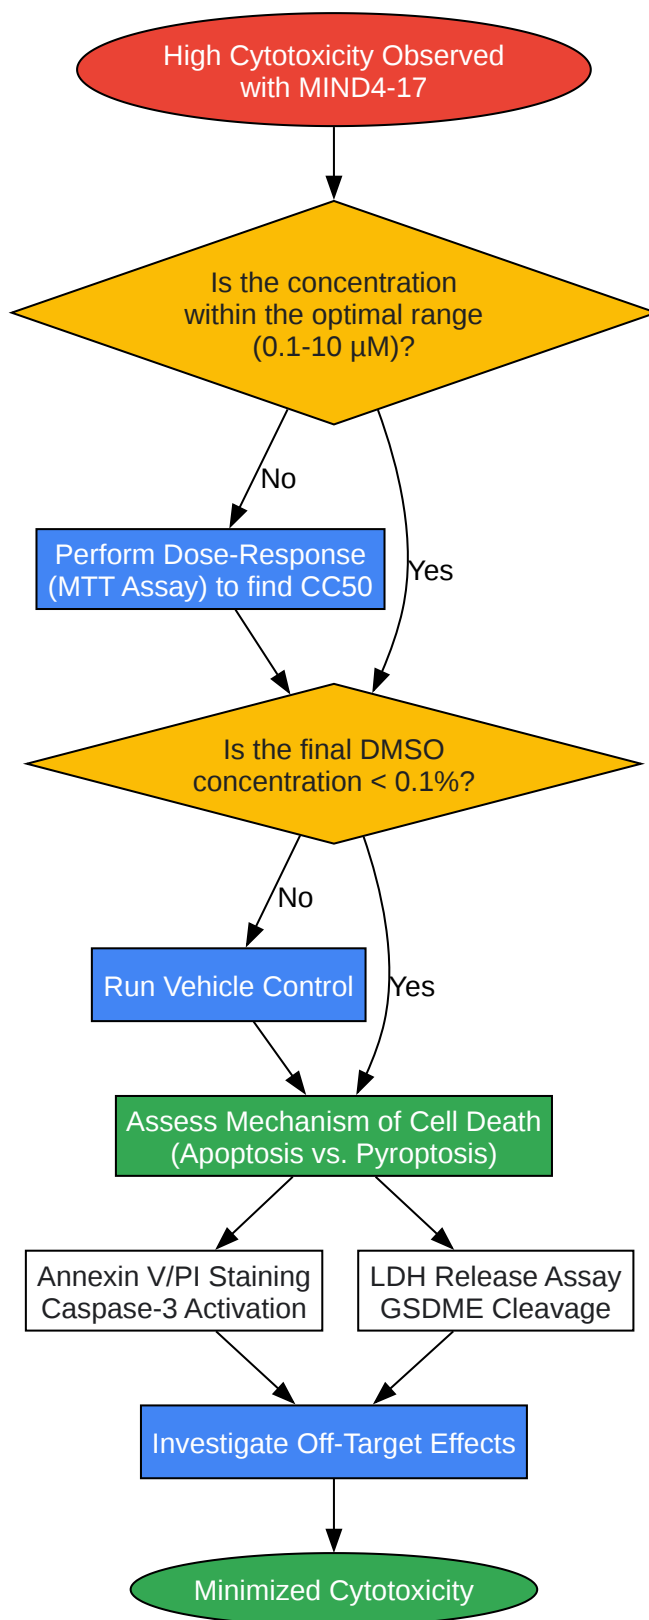 High Cytotoxicity Observed
with MIND4-17
Is the concentration
within the optimal range
(0.1-10 µM)?
No
Yes
Perform Dose-Response
(MTT Assay) to find CC50
Is the final DMSO
concentration < 0.1%?
No
Yes
Run Vehicle Control
Assess Mechanism of Cell Death
(Apoptosis vs. Pyroptosis)
Annexin V/PI Staining
Caspase-3 Activation
LDH Release Assay
GSDME Cleavage
Investigate Off-Target Effects
Minimized Cytotoxicity